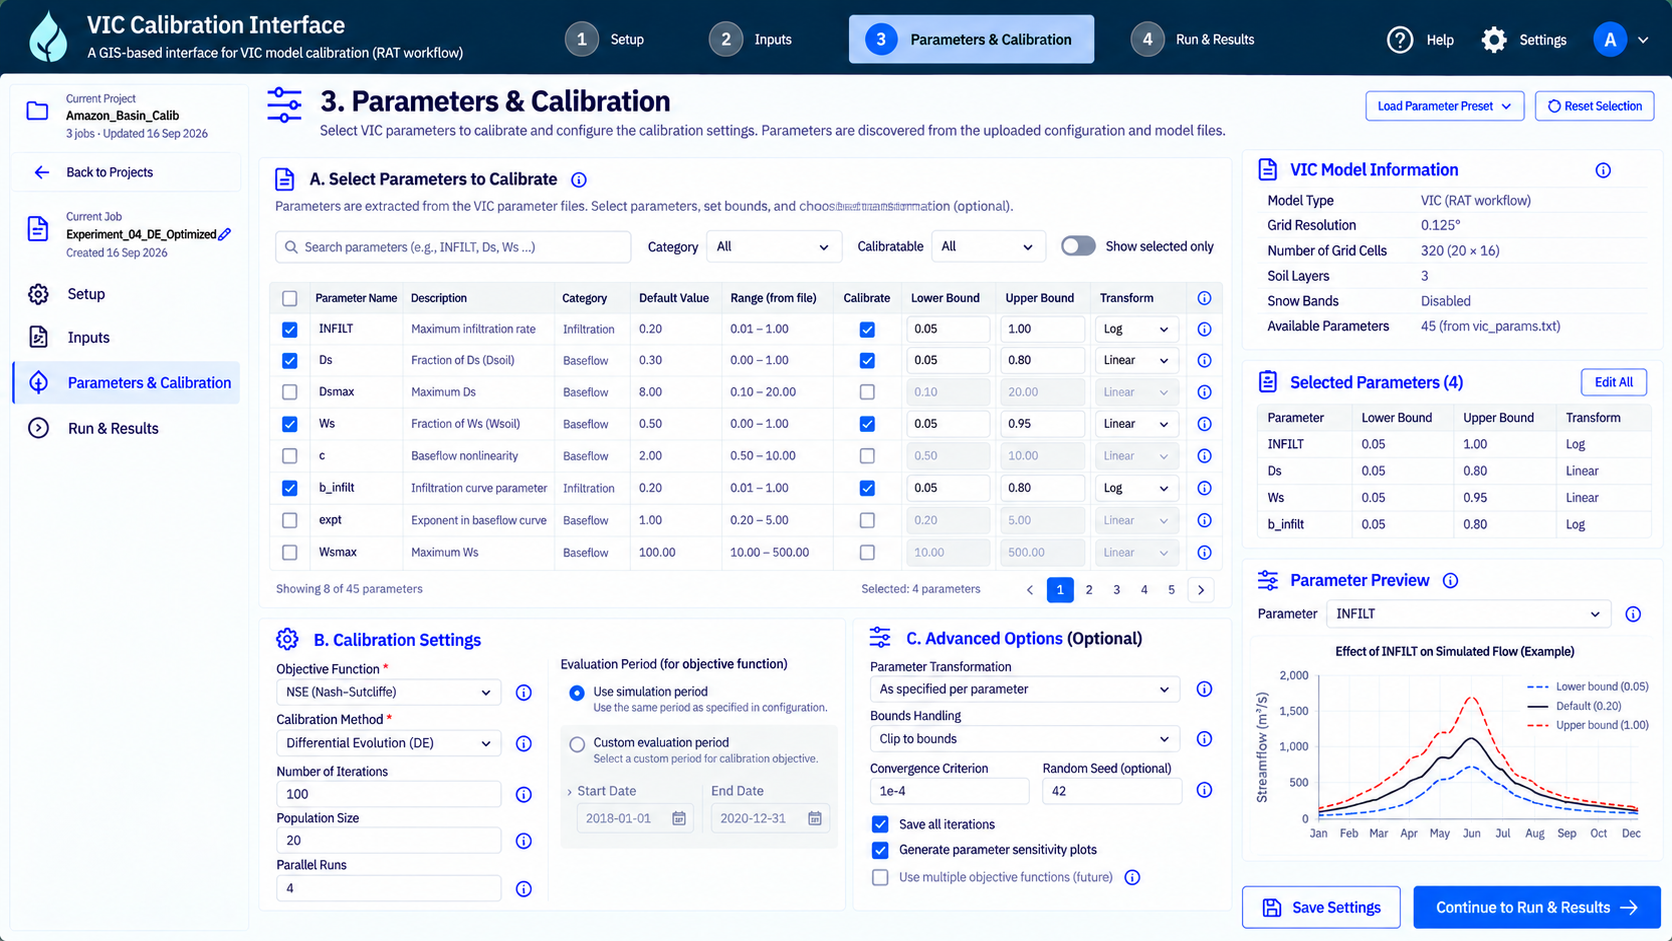 VIC Calibration Interface
A GIS-based interface for VIC model calibration (RAT workflow)
1 Setup
2 Inputs
3 Parameters & Calibration
4 Run & Results
Help
Settings
A
Current Project
Amazon_Basin_Calib
3 jobs • Updated 16 Sep 2026
Back to Projects
Current Job
Experiment_04_DE_Optimized
Created 16 Sep 2026
Setup
Inputs
Parameters & Calibration
Run & Results
3. Parameters & Calibration
Select VIC parameters to calibrate and configure the calibration settings. Parameters are discovered from the uploaded configuration and model files.
Load Parameter Preset
Reset Selection
A. Select Parameters to Calibrate
Parameters are extracted from the VIC parameter files. Select parameters, set bounds, and (optional).
Search parameters (e.g., INFILT, Ds, Ws ...)
Category All
Calibratable All
Show selected only
Parameter Name Description Category Default Value Range (from file) Calibrate Lower Bound Upper Bound Transform
INFILT Maximum infiltration rate Infiltration 0.20 0.01 – 1.00 0.05 1.00 Log
Ds Fraction of Ds (Dsoil) Baseflow 0.30 0.00 – 1.00 0.05 0.80 Linear
Dsmax Maximum Ds Baseflow 8.00 0.10 – 20.00 0.10 20.00 Linear
Ws Fraction of Ws (Wsoil) Baseflow 0.50 0.00 – 1.00 0.05 0.95 Linear
c Baseflow nonlinearity Baseflow 2.00 0.50 – 10.00 0.50 10.00 Linear
b_infilt Infiltration curve parameter Infiltration 0.20 0.01 – 1.00 0.05 0.80 Log
expt Exponent in baseflow curve Baseflow 1.00 0.20 – 5.00 0.20 5.00 Linear
Wsmax Maximum Ws Baseflow 100.00 10.00 – 500.00 10.00 500.00 Linear
Showing 8 of 45 parameters
Selected: 4 parameters
1 2 3 4 5
B. Calibration Settings
Objective Function *
NSE (Nash–Sutcliffe)
Calibration Method *
Differential Evolution (DE)
Number of Iterations
100
Population Size
20
Parallel Runs
4
Evaluation Period (for objective function)
Use simulation period
Use the same period as specified in configuration.
Custom evaluation period
Select a custom period for calibration objective.
Start Date End Date
2018-01-01 2020-12-31
C. Advanced Options (Optional)
Parameter Transformation
As specified per parameter
Bounds Handling
Clip to bounds
Convergence Criterion Random Seed (optional)
1e-4 42
Save all iterations
Generate parameter sensitivity plots
Use multiple objective functions (future)
VIC Model Information
Model Type VIC (RAT workflow)
Grid Resolution 0.125°
Number of Grid Cells 320 (20 × 16)
Soil Layers 3
Snow Bands Disabled
Available Parameters 45 (from vic_params.txt)
Selected Parameters (4)
Edit All
Parameter Lower Bound Upper Bound Transform
INFILT 0.05 1.00 Log
Ds 0.05 0.80 Linear
Ws 0.05 0.95 Linear
b_infilt 0.05 0.80 Log
Parameter Preview
Parameter INFILT
Effect of INFILT on Simulated Flow (Example)
Streamflow (m³/s)
2,000
1,500
1,000
500
0
Lower bound (0.05)
Default (0.20)
Upper bound (1.00)
Jan Feb Mar Apr May Jun Jul Aug Sep Oct Dec
Save Settings
Continue to Run & Results